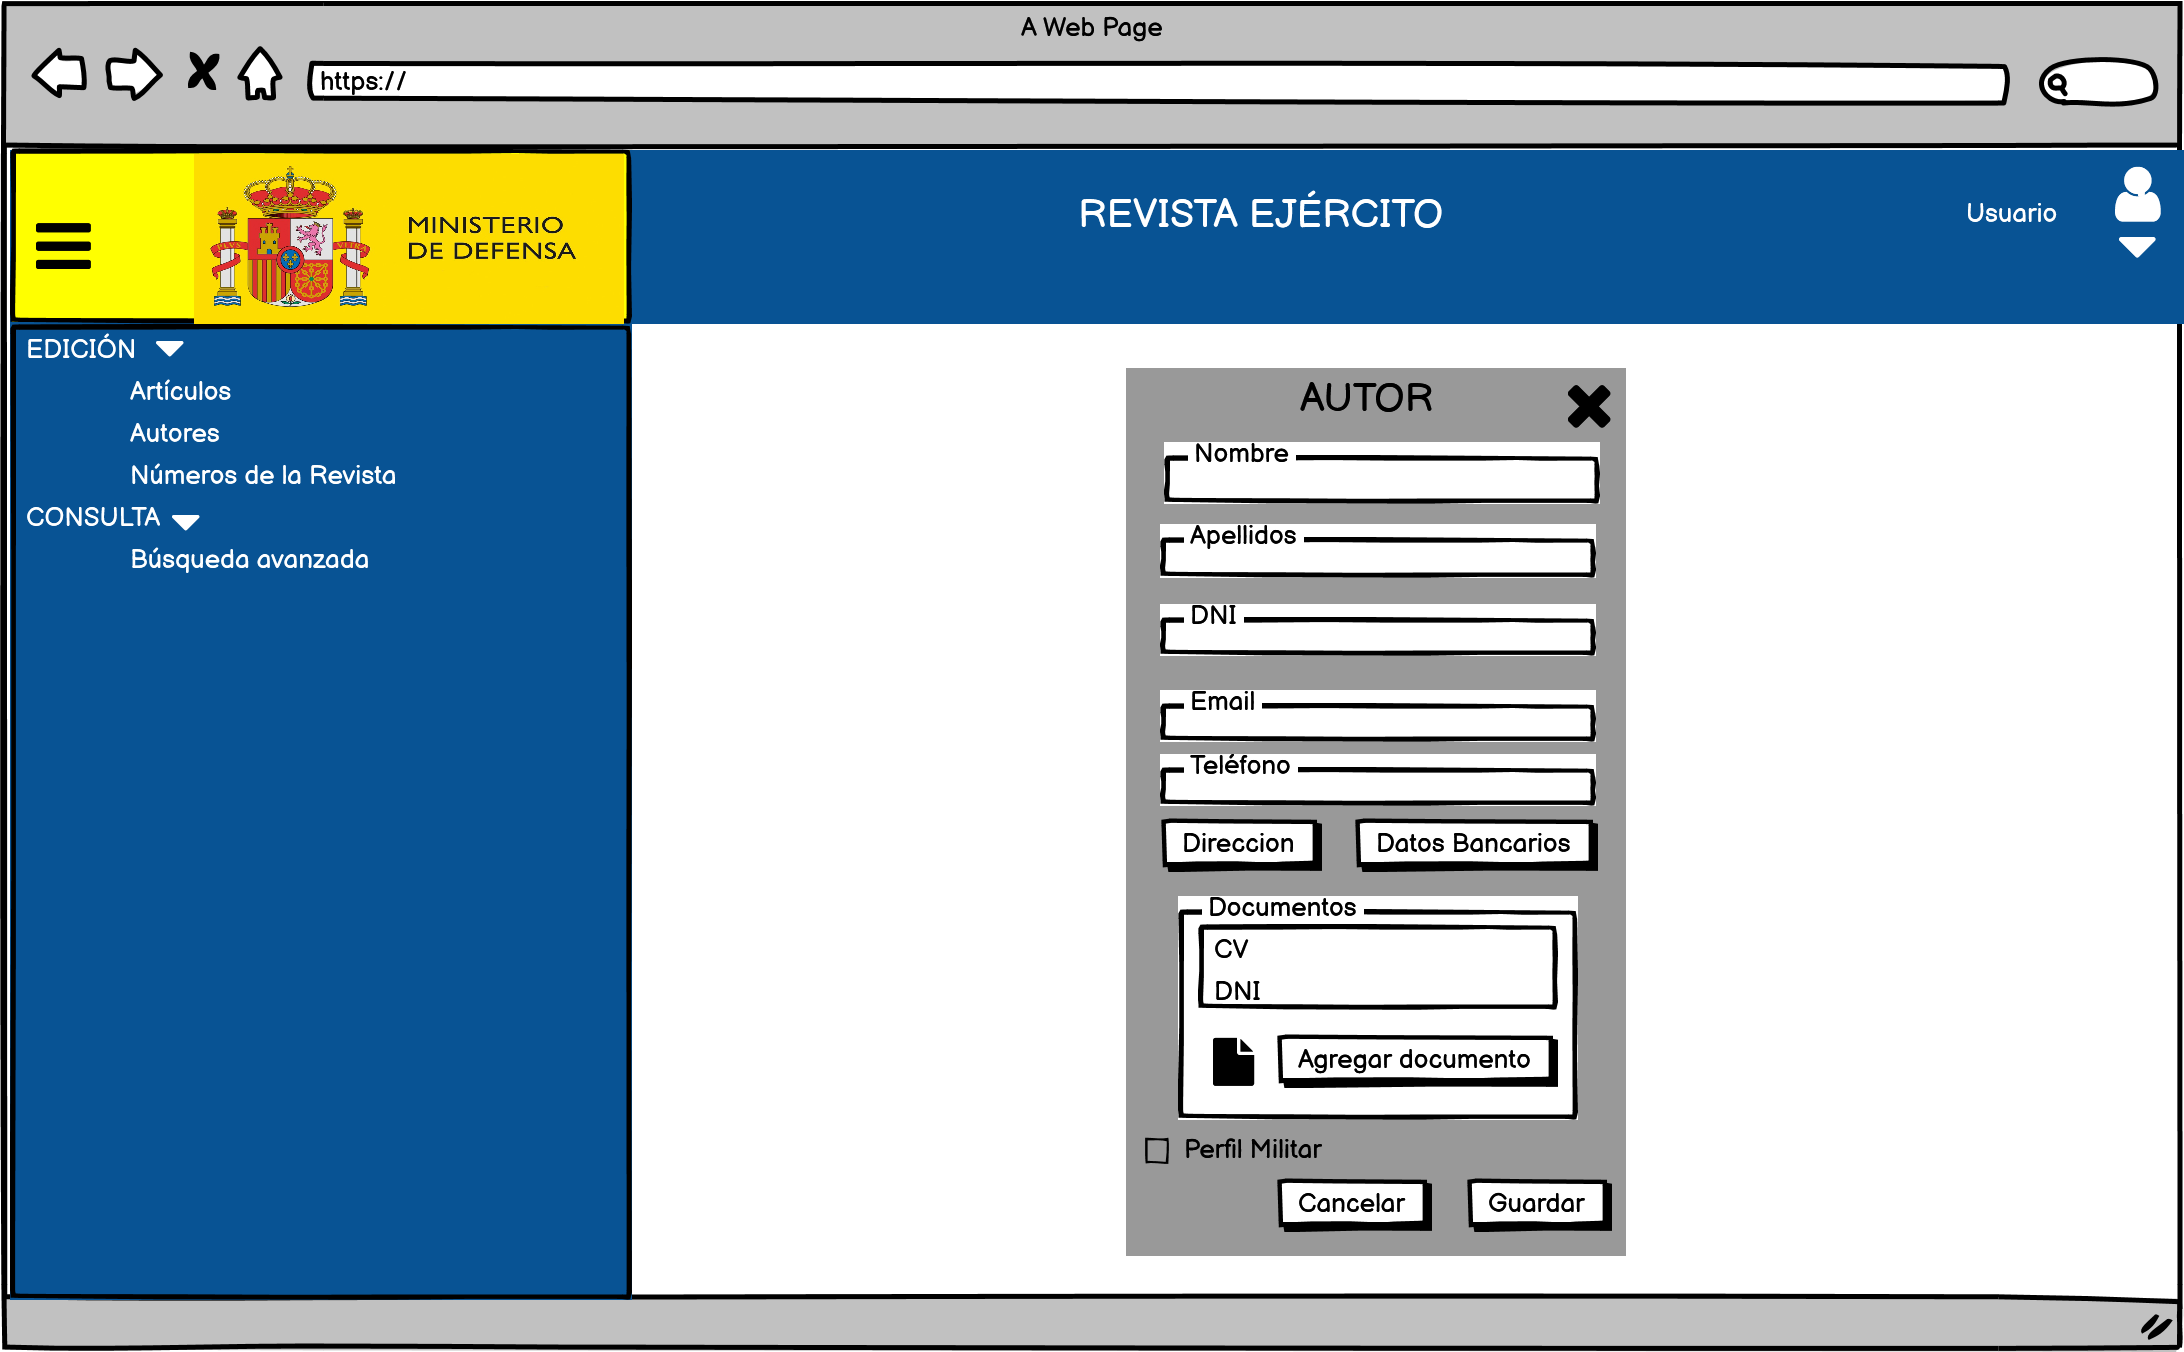 A Web Page
https://
MINISTERIO
DE DEFENSA
REVISTA EJÉRCITO
Usuario
EDICIÓN
Artículos
Autores
Números de la Revista
CONSULTA
Búsqueda avanzada
AUTOR
Nombre
Apellidos
DNI
Email
Teléfono
Direccion
Datos Bancarios
Documentos
CV
DNI
Agregar documento
Perfil Militar
Cancelar
Guardar